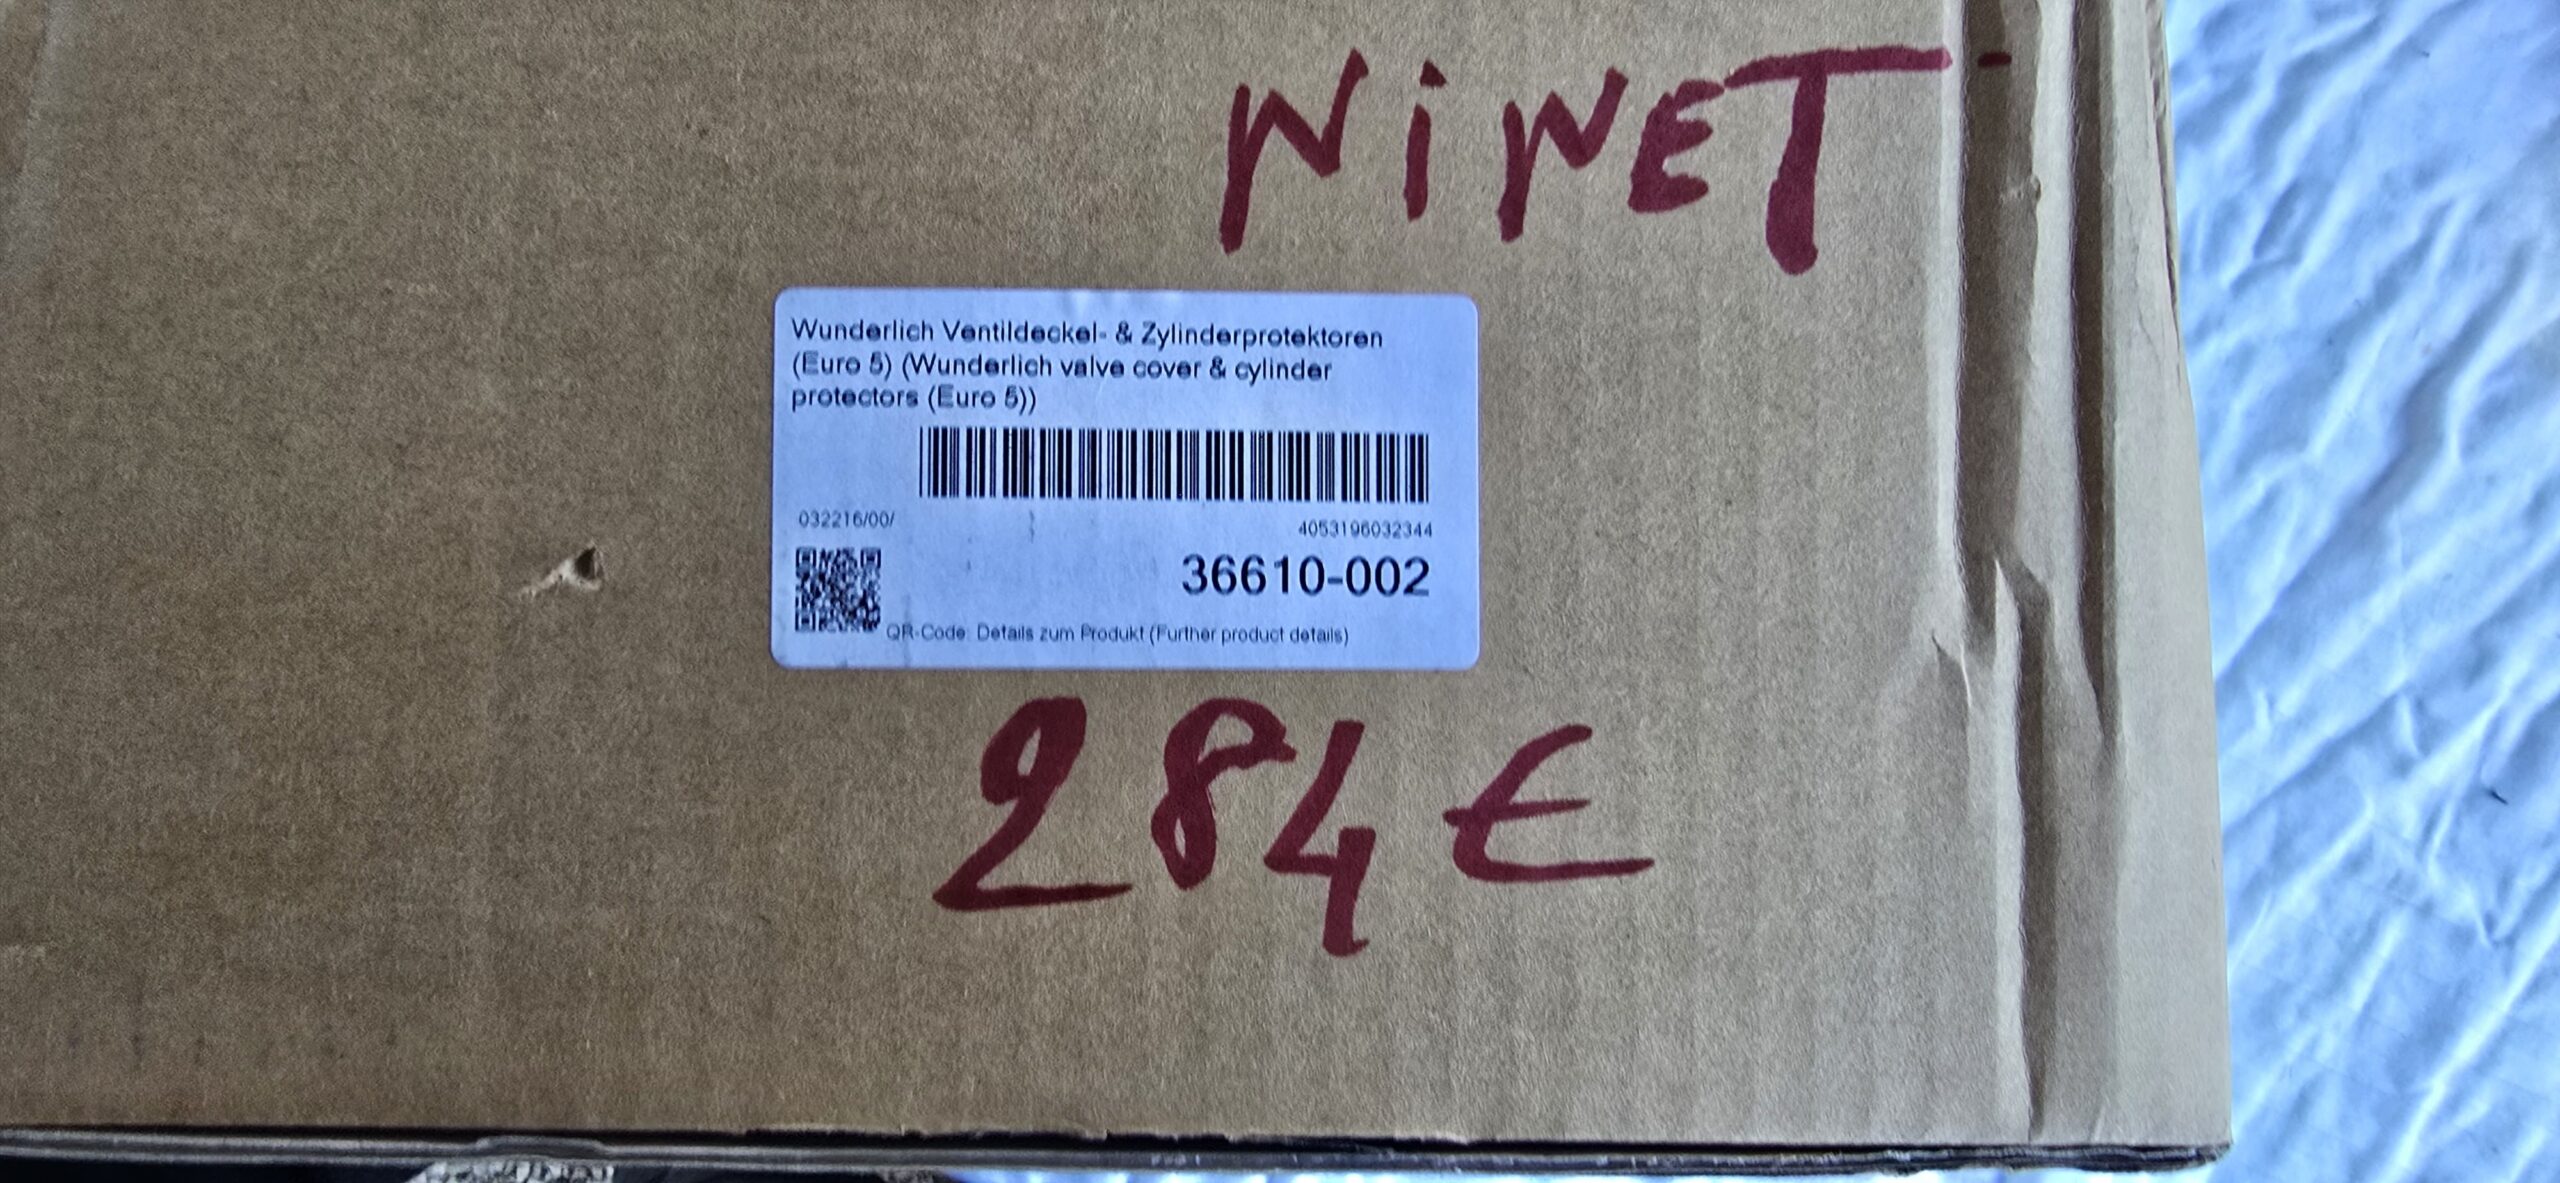 NiNET-
Wunderlich Ventildeckel- & Zylinderprotektoren
(Euro 5) (Wunderlich valve cover & cylinder
protectors (Euro 5))
032216/00/
4053196032344
36610-002
QR-Code: Details zum Produkt (Further product details)
284€